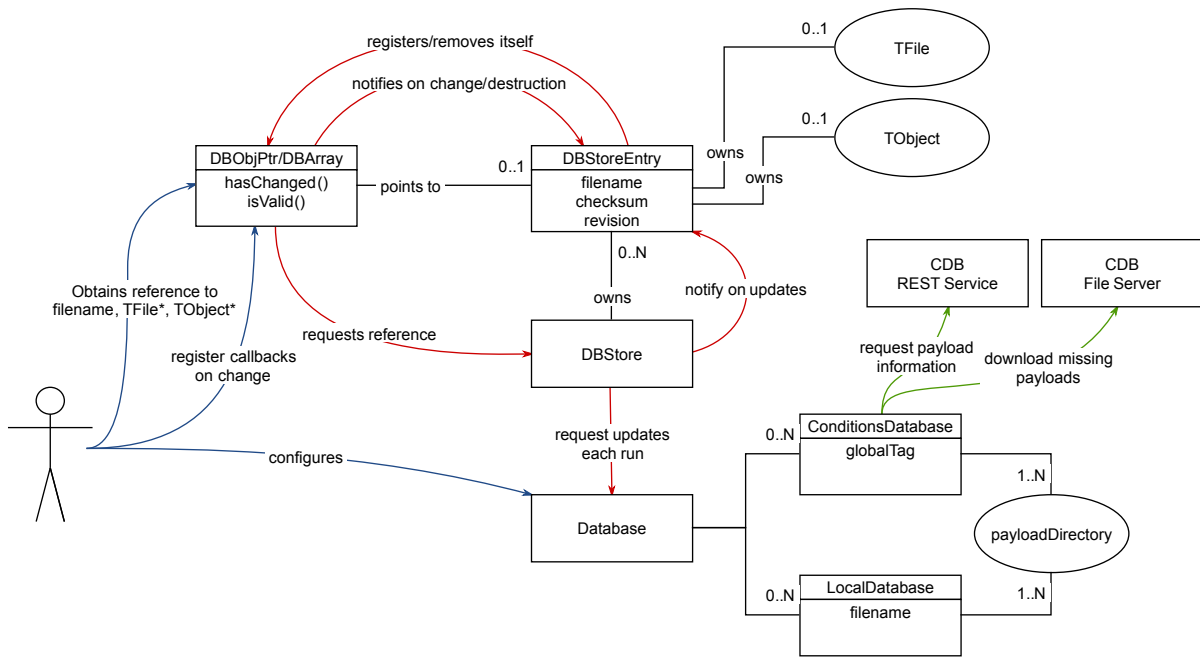 registers/removes itself
notifies on change/destruction
0..1
TFile
0..1
TObject
owns
owns
DBObjPtr/DBArray
hasChanged()
isValid()
points to
0..1
DBStoreEntry
filename
checksum
revision
0..N
owns
notify on updates
CDB
REST Service
CDB
File Server
Obtains reference to
filename, TFile*, TObject*
requests reference
DBStore
register callbacks
on change
request payload
information
download missing
payloads
request updates
each run
configures
Database
0..N
ConditionsDatabase
globalTag
1..N
payloadDirectory
0..N
LocalDatabase
filename
1..N